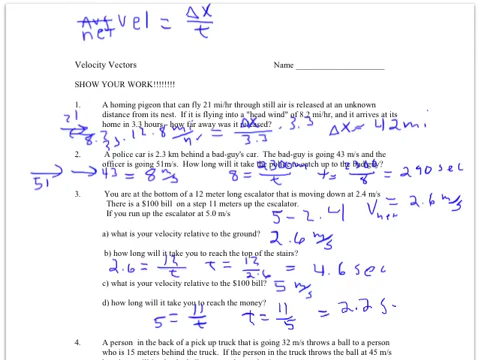 Avg
net vel = Δx / t
Velocity Vectors Name
SHOW YOUR WORK!!!!!!!!
1. A homing pigeon that can fly 21 mi/hr through still air is released at an unknown
distance from its nest. If it is flying into a "head wind" of 8.2 mi/hr, and it arrives at its
home in 3.3 hours, how far away was it released?
21
8.2 12.8 mi/hr = Δx / 3.3 · 3.3 Δx = 42 mi
2. A police car is 2.3 km behind a bad-guy's car. The bad-guy is going 43 m/s and the
officer is going 51m/s. How long will it take the police to catch up to the baddy?
51 → 43 = 8 m/s 8 = 2300 / t t = 2300 / 8 = 290 sec
3. You are at the bottom of a 12 meter long escalator that is moving down at 2.4 m/s
There is a $100 bill on a step 11 meters up the escalator.
If you run up the escalator at 5.0 m/s
5 - 2.4 Vnet = 2.6 m/s
a) what is your velocity relative to the ground?
2.6 m/s
b) how long will it take you to reach the top of the stairs?
2.6 = 12 / t t = 12 / 2.6 = 4.6 sec
c) what is your velocity relative to the $100 bill? 5 m/s
d) how long will it take you to reach the money?
5 = 11 / t t = 11 / 5 = 2.2 s
4. A person in the back of a pick up truck that is going 32 m/s throws a ball to a person
who is 15 meters behind the truck. If the person in the truck throws the ball at 45 m/s